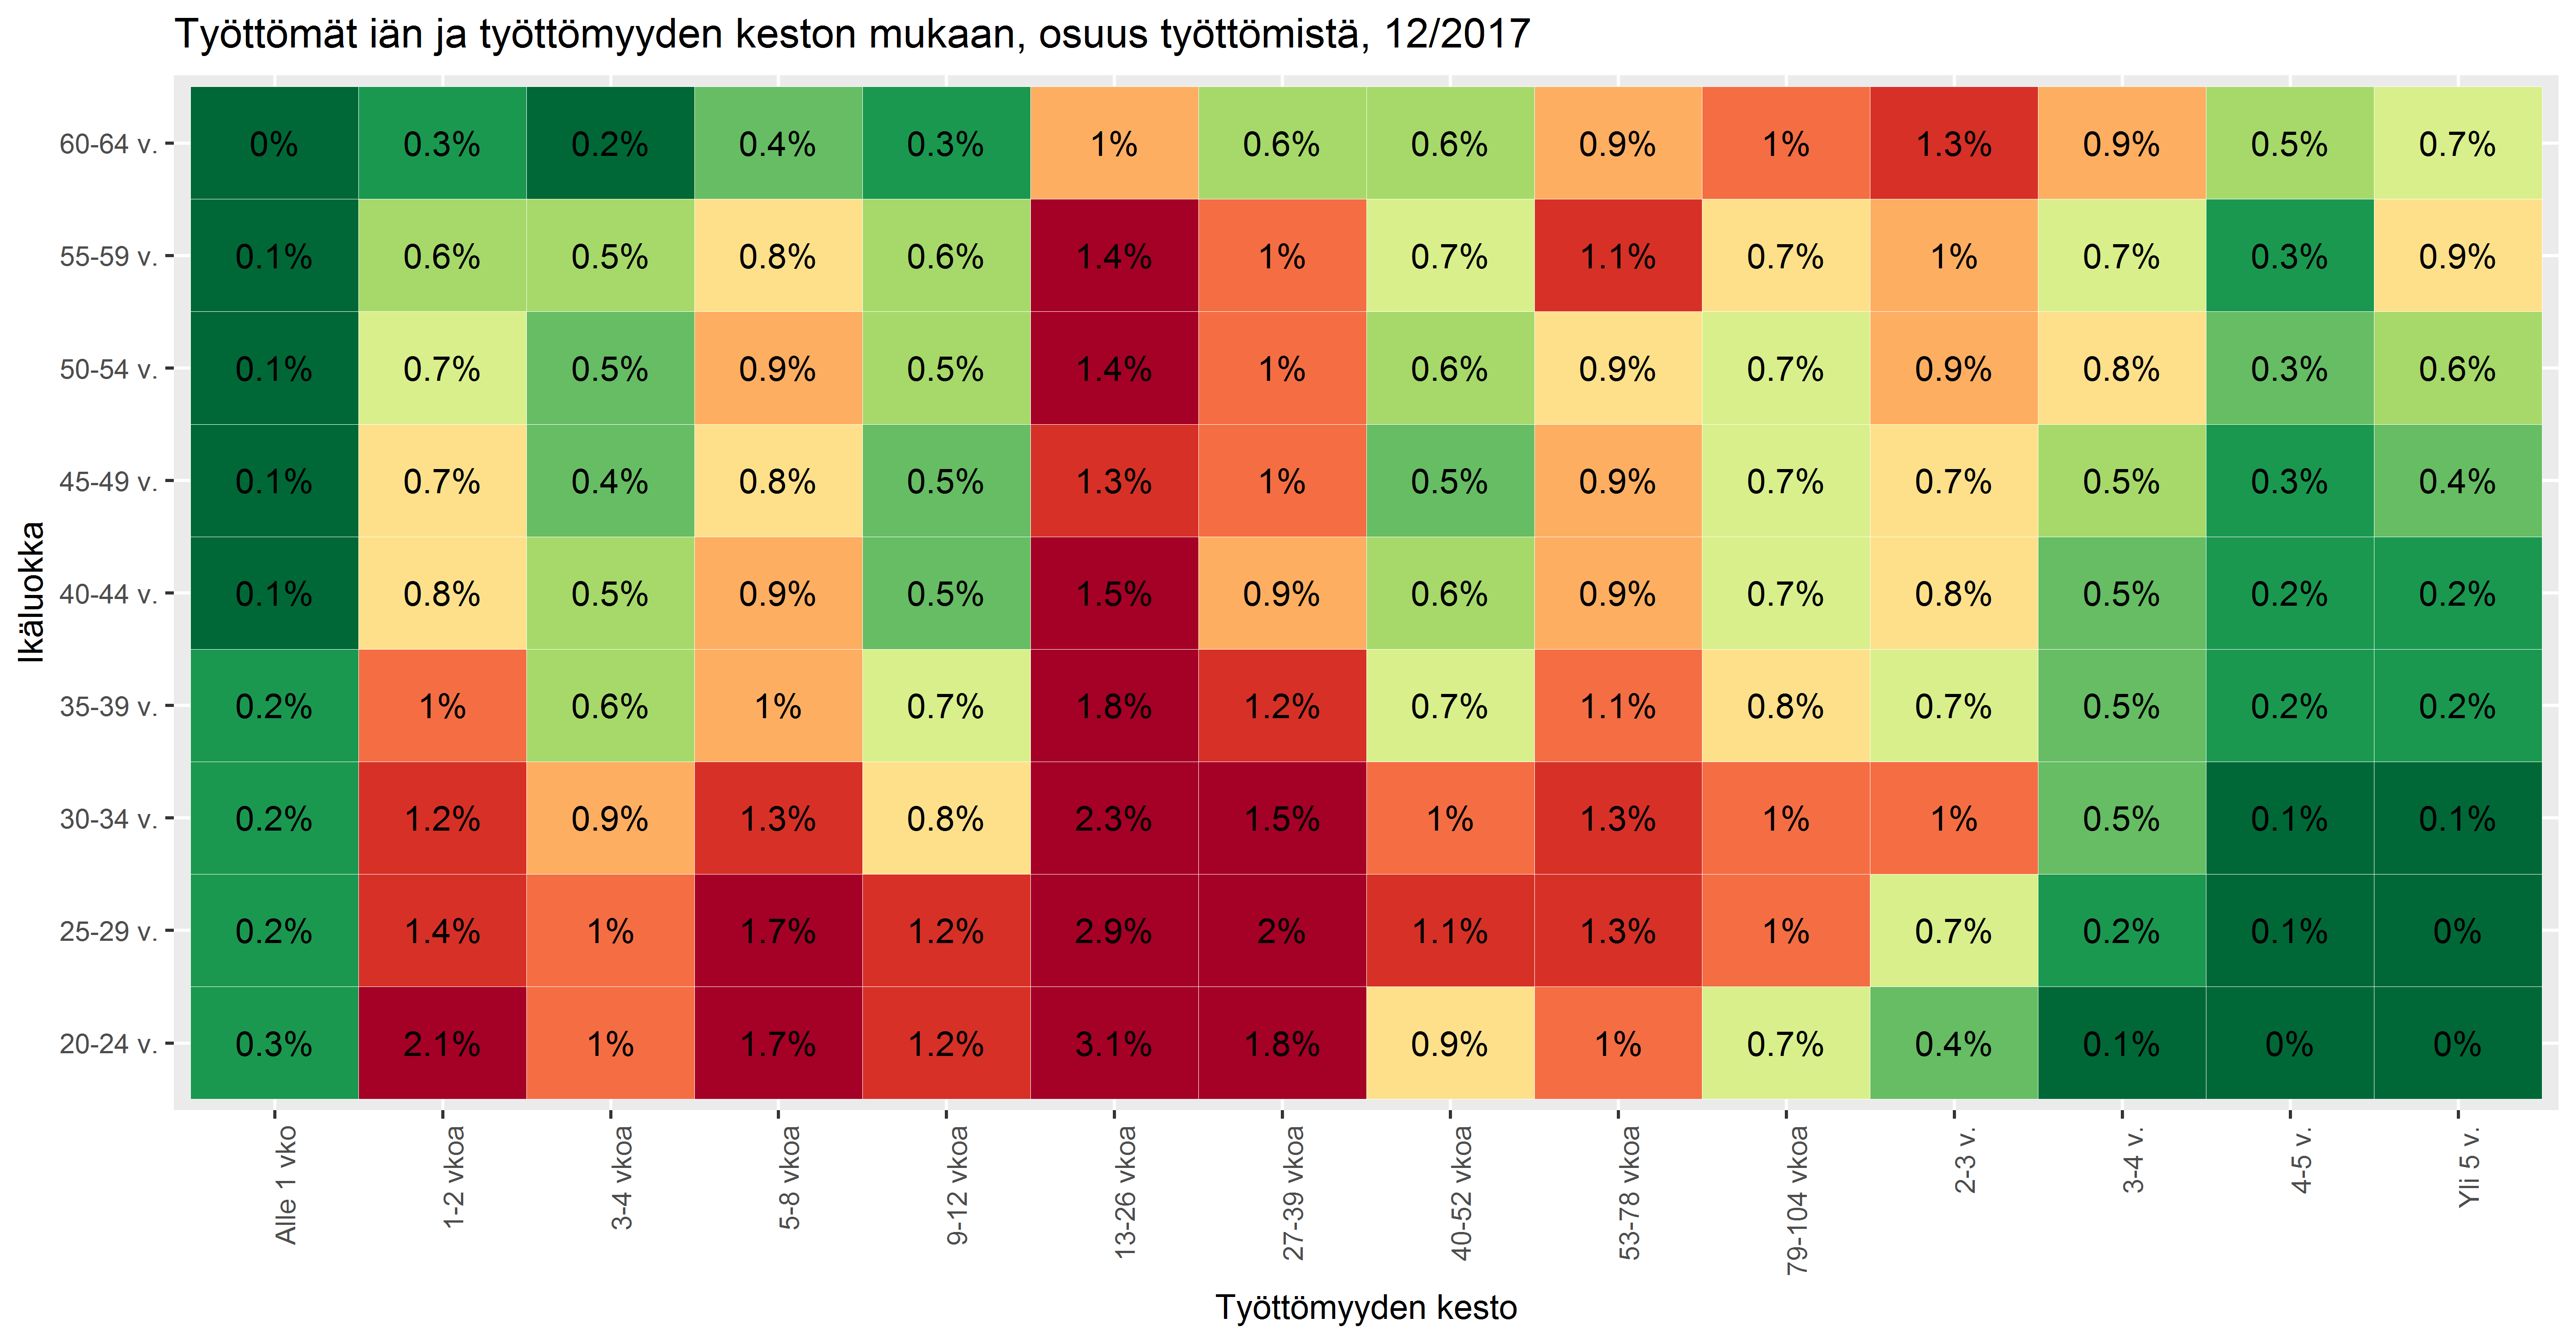 Työttömät iän ja työttömyyden keston mukaan, osuus työttömistä, 12/2017
Ikäluokka
60-64 v. 0% 0.3% 0.2% 0.4% 0.3% 1% 0.6% 0.6% 0.9% 1% 1.3% 0.9% 0.5% 0.7%
55-59 v. 0.1% 0.6% 0.5% 0.8% 0.6% 1.4% 1% 0.7% 1.1% 0.7% 1% 0.7% 0.3% 0.9%
50-54 v. 0.1% 0.7% 0.5% 0.9% 0.5% 1.4% 1% 0.6% 0.9% 0.7% 0.9% 0.8% 0.3% 0.6%
45-49 v. 0.1% 0.7% 0.4% 0.8% 0.5% 1.3% 1% 0.5% 0.9% 0.7% 0.7% 0.5% 0.3% 0.4%
40-44 v. 0.1% 0.8% 0.5% 0.9% 0.5% 1.5% 0.9% 0.6% 0.9% 0.7% 0.8% 0.5% 0.2% 0.2%
35-39 v. 0.2% 1% 0.6% 1% 0.7% 1.8% 1.2% 0.7% 1.1% 0.8% 0.7% 0.5% 0.2% 0.2%
30-34 v. 0.2% 1.2% 0.9% 1.3% 0.8% 2.3% 1.5% 1% 1.3% 1% 1% 0.5% 0.1% 0.1%
25-29 v. 0.2% 1.4% 1% 1.7% 1.2% 2.9% 2% 1.1% 1.3% 1% 0.7% 0.2% 0.1% 0%
20-24 v. 0.3% 2.1% 1% 1.7% 1.2% 3.1% 1.8% 0.9% 1% 0.7% 0.4% 0.1% 0% 0%
Alle 1 vko 1-2 vkoa 3-4 vkoa 5-8 vkoa 9-12 vkoa 13-26 vkoa 27-39 vkoa 40-52 vkoa 53-78 vkoa 79-104 vkoa 2-3 v. 3-4 v. 4-5 v. Yli 5 v.
Työttömyyden kesto